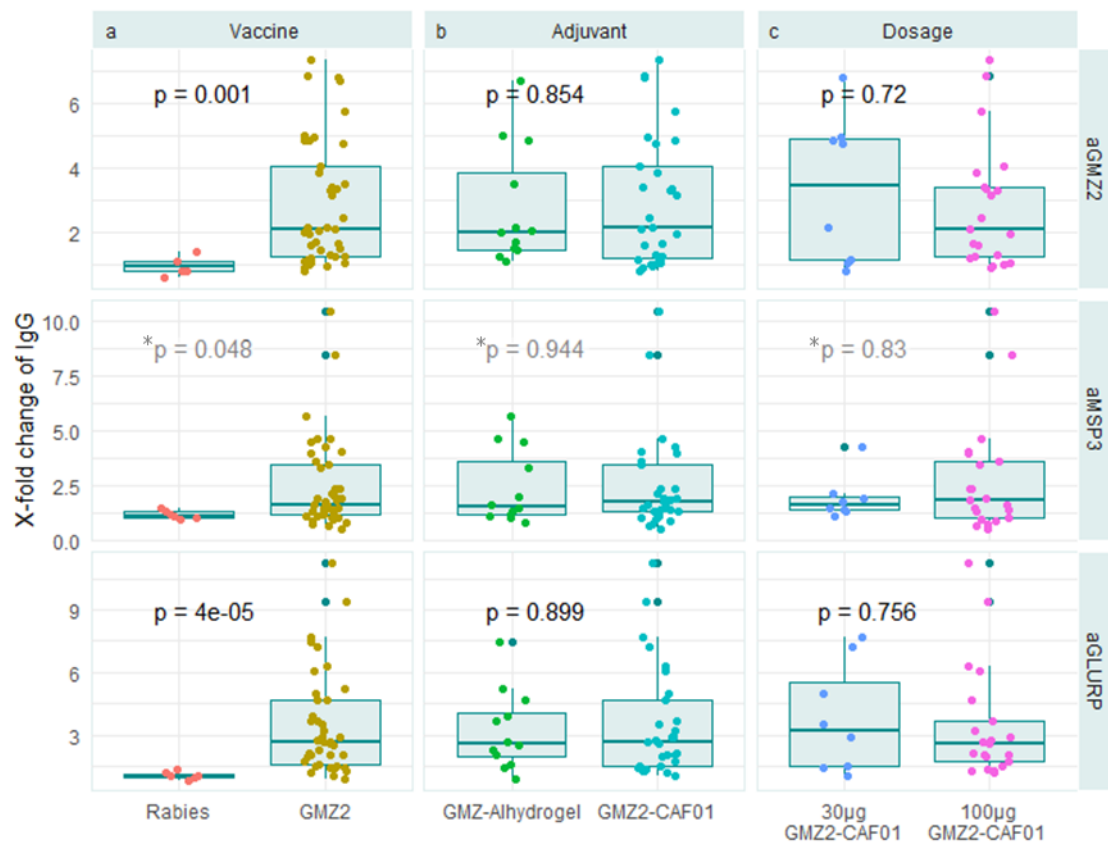 a Vaccine b Adjuvant c Dosage
X-fold change of IgG
6
4
2
p = 0.001
p = 0.854
p = 0.72
aGMZ2
10.0
7.5
5.0
2.5
0.0
*p = 0.048
*p = 0.944
*p = 0.83
aMSP3
9
6
3
p = 4e-05
p = 0.899
p = 0.756
aGLURP
Rabies GMZ2 GMZ-Alhydrogel GMZ2-CAF01 30µg 100µg
GMZ2-CAF01 GMZ2-CAF01